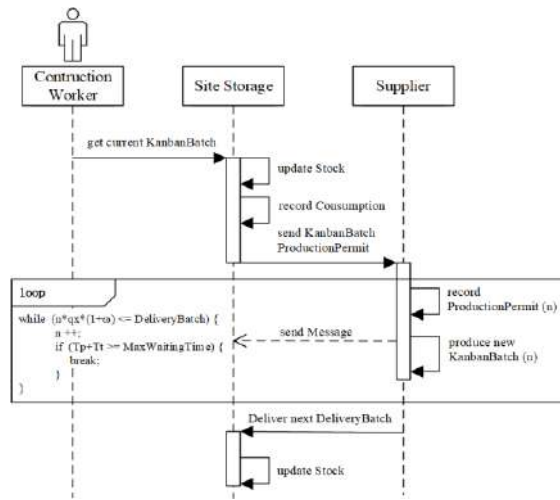 Contruction
Worker
Site Storage
Supplier
get current KanbanBatch
update Stock
record Consumption
send KanbanBatch
ProductionPermit
loop
record
ProductionPermit (n)
while (n*qx*(1+ω) <= DeliveryBatch) {
n ++;
if (Tp+Tt >= MaxWaitingTime) {
break;
}
}
send Message
produce new
KanbanBatch (n)
Deliver next DeliveryBatch
update Stock